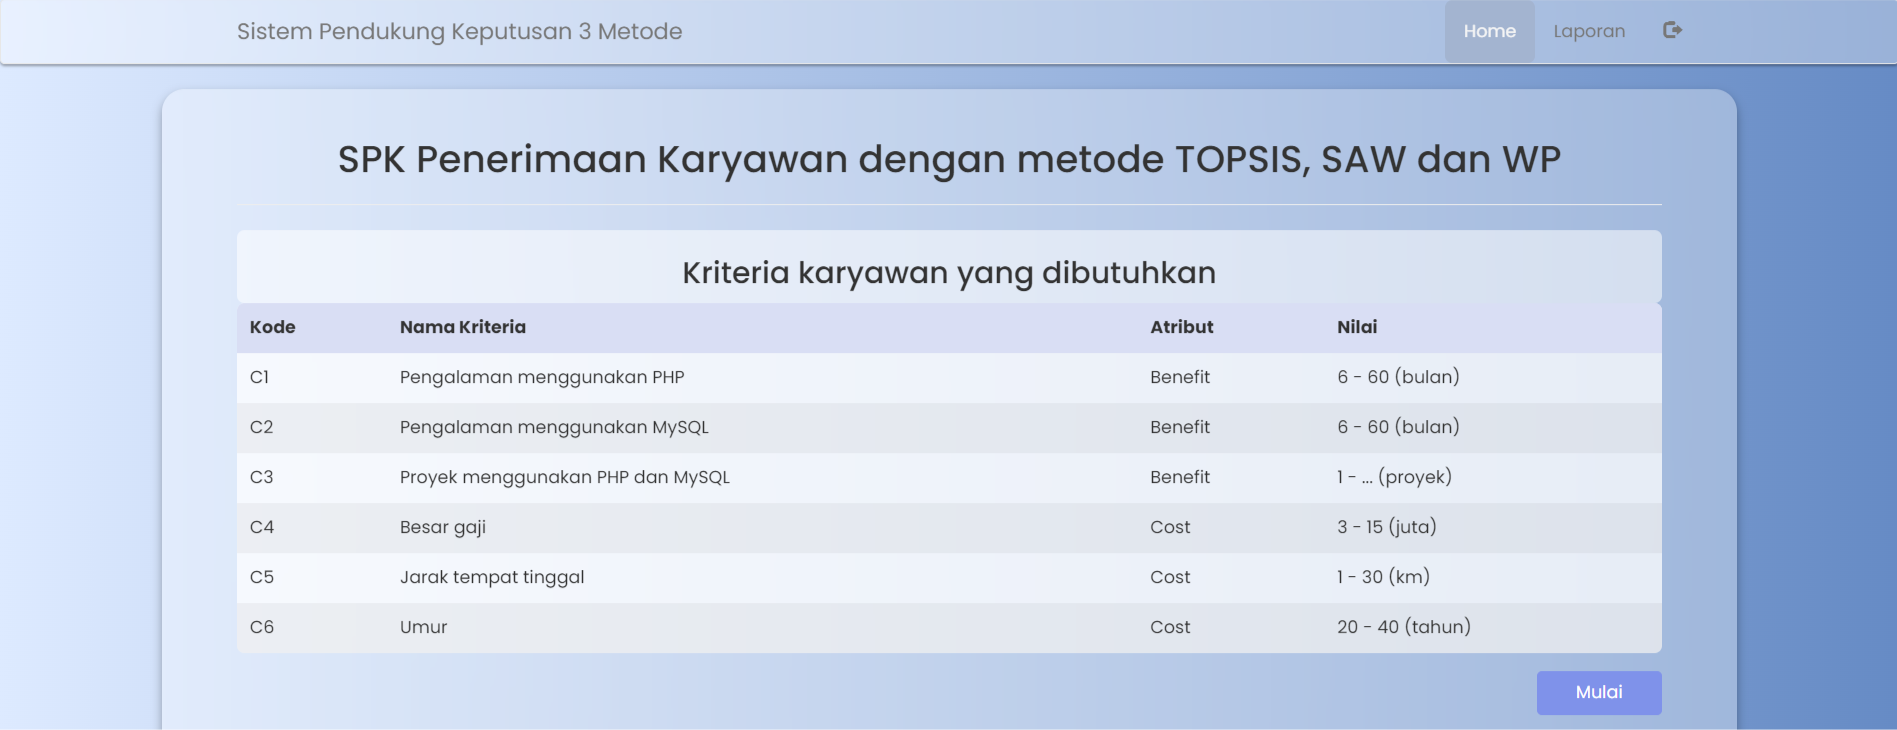 Sistem Pendukung Keputusan 3 Metode Home Laporan
SPK Penerimaan Karyawan dengan metode TOPSIS, SAW dan WP
Kriteria karyawan yang dibutuhkan
Kode Nama Kriteria Atribut Nilai
C1 Pengalaman menggunakan PHP Benefit 6 - 60 (bulan)
C2 Pengalaman menggunakan MySQL Benefit 6 - 60 (bulan)
C3 Proyek menggunakan PHP dan MySQL Benefit 1 - ... (proyek)
C4 Besar gaji Cost 3 - 15 (juta)
C5 Jarak tempat tinggal Cost 1 - 30 (km)
C6 Umur Cost 20 - 40 (tahun)
Mulai